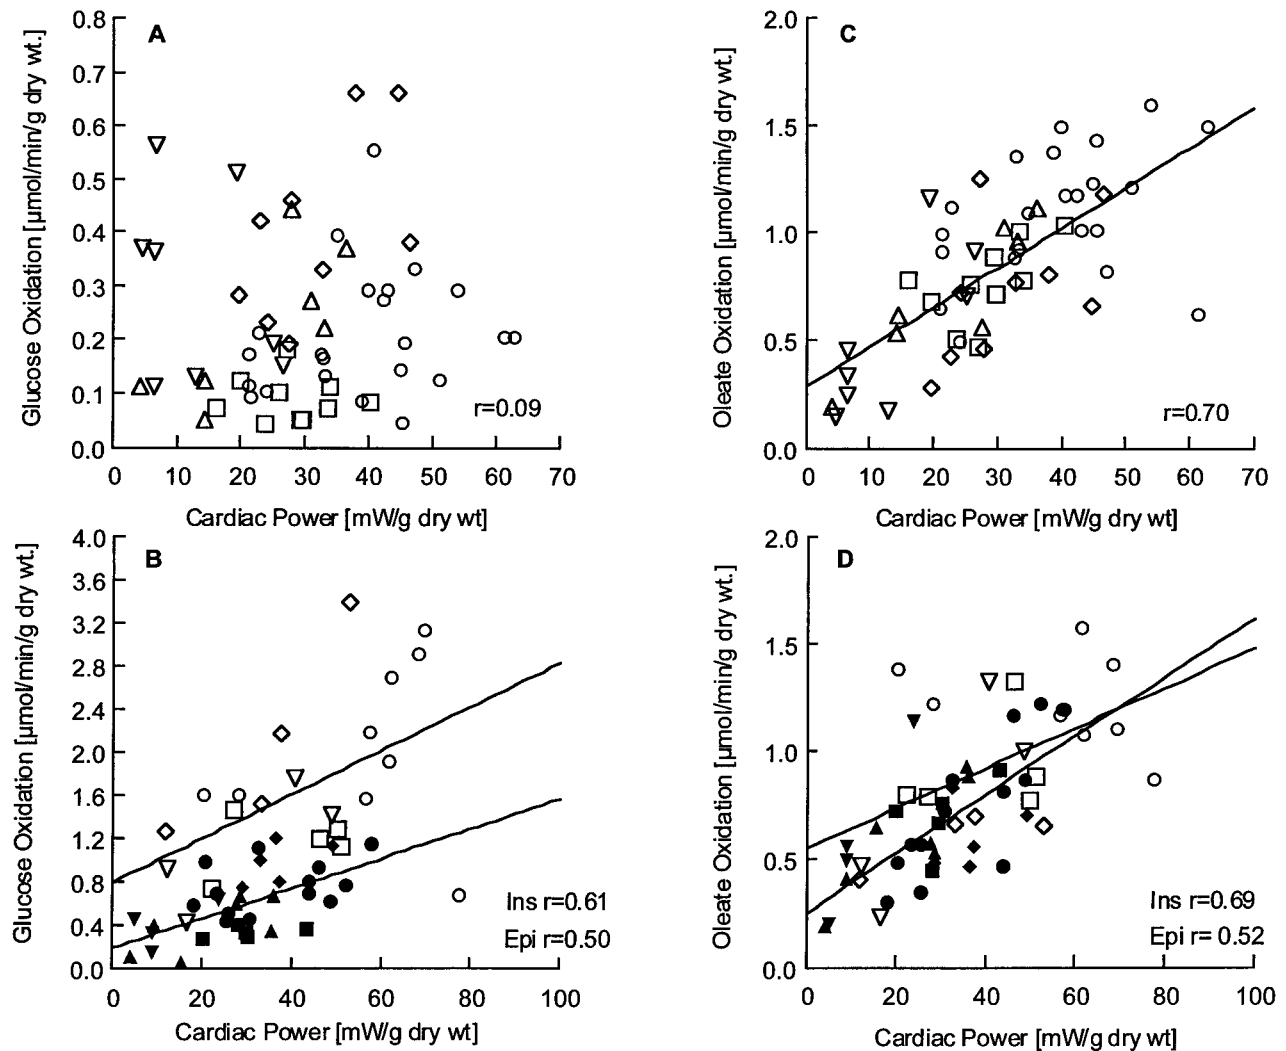 A
Glucose Oxidation [µmol/min/g dry wt.]
0.8
0.7
0.6
0.5
0.4
0.3
0.2
0.1
0.0
r=0.09
0 10 20 30 40 50 60 70
Cardiac Power [mW/g dry wt]
C
Oleate Oxidation [µmol/min/g dry wt.]
2.0
1.5
1.0
0.5
0.0
r=0.70
0 10 20 30 40 50 60 70
Cardiac Power [mW/g dry wt]
B
Glucose Oxidation [µmol/min/g dry wt.]
4.0
3.6
3.2
2.8
2.4
2.0
1.6
1.2
0.8
0.4
0.0
Ins r=0.61
Epi r=0.50
0 20 40 60 80 100
Cardiac Power [mW/g dry wt]
D
Oleate Oxidation [µmol/min/g dry wt.]
2.0
1.5
1.0
0.5
0.0
Ins r=0.69
Epi r= 0.52
0 20 40 60 80 100
Cardiac Power [mW/g dry wt]